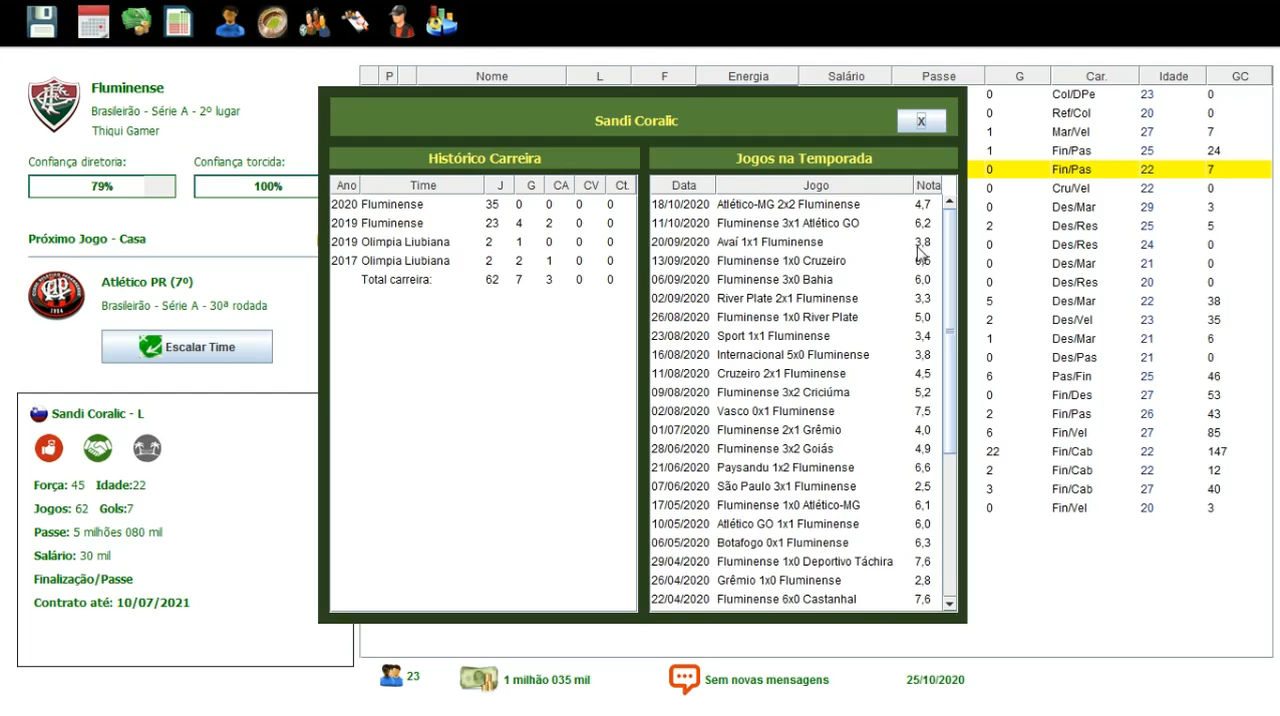 Fluminense
Brasileirão - Série A - 2º lugar
Thiqui Gamer
Confiança diretoria:
Confiança torcida:
79%
100%
Próximo Jogo - Casa
Atlético PR (7º)
Brasileirão - Série A - 30ª rodada
Escalar Time
Sandi Coralic - L
Força: 45 Idade:22
Jogos: 62 Gols:7
Passe: 5 milhões 080 mil
Salário: 30 mil
Finalização/Passe
Contrato até: 10/07/2021
P Nome L F Energia Salário Passe G Car. Idade GC
Sandi Coralic
X
Histórico Carreira
Ano Time J G CA CV Ct.
2020 Fluminense 35 0 0 0 0
2019 Fluminense 23 4 2 0 0
2019 Olimpia Liubiana 2 1 0 0 0
2017 Olimpia Liubiana 2 2 1 0 0
Total carreira: 62 7 3 0 0
Jogos na Temporada
Data Jogo Nota
18/10/2020 Atlético-MG 2x2 Fluminense 4,7
11/10/2020 Fluminense 3x1 Atlético GO 6,2
20/09/2020 Avaí 1x1 Fluminense 3,8
13/09/2020 Fluminense 1x0 Cruzeiro
06/09/2020 Fluminense 3x0 Bahia 6,0
02/09/2020 River Plate 2x1 Fluminense 3,3
26/08/2020 Fluminense 1x0 River Plate 5,0
23/08/2020 Sport 1x1 Fluminense 3,4
16/08/2020 Internacional 5x0 Fluminense 3,8
11/08/2020 Cruzeiro 2x1 Fluminense 4,5
09/08/2020 Fluminense 3x2 Criciúma 5,2
02/08/2020 Vasco 0x1 Fluminense 7,5
01/07/2020 Fluminense 2x1 Grêmio 4,0
28/06/2020 Fluminense 3x2 Goiás 4,9
21/06/2020 Paysandu 1x2 Fluminense 6,6
07/06/2020 São Paulo 3x1 Fluminense 2,5
17/05/2020 Fluminense 1x0 Atlético-MG 6,1
10/05/2020 Atlético GO 1x1 Fluminense 6,0
06/05/2020 Botafogo 0x1 Fluminense 6,3
29/04/2020 Fluminense 1x0 Deportivo Táchira 7,6
26/04/2020 Grêmio 1x0 Fluminense 2,8
22/04/2020 Fluminense 6x0 Castanhal 7,6
0 Col/DPe 23 0
0 Ref/Col 20 0
1 Mar/Vel 27 7
1 Fin/Pas 25 24
0 Fin/Pas 22 7
0 Cru/Vel 22 0
0 Des/Mar 29 3
2 Des/Res 25 5
0 Des/Res 24 0
0 Des/Mar 21 0
0 Des/Res 20 0
5 Des/Mar 22 38
2 Des/Vel 23 35
1 Des/Mar 21 6
0 Des/Pas 21 0
6 Pas/Fin 25 46
0 Fin/Des 27 53
2 Fin/Pas 26 43
6 Fin/Vel 27 85
22 Fin/Cab 22 147
2 Fin/Cab 22 12
3 Fin/Cab 27 40
0 Fin/Vel 20 3
23
1 milhão 035 mil
Sem novas mensagens
25/10/2020